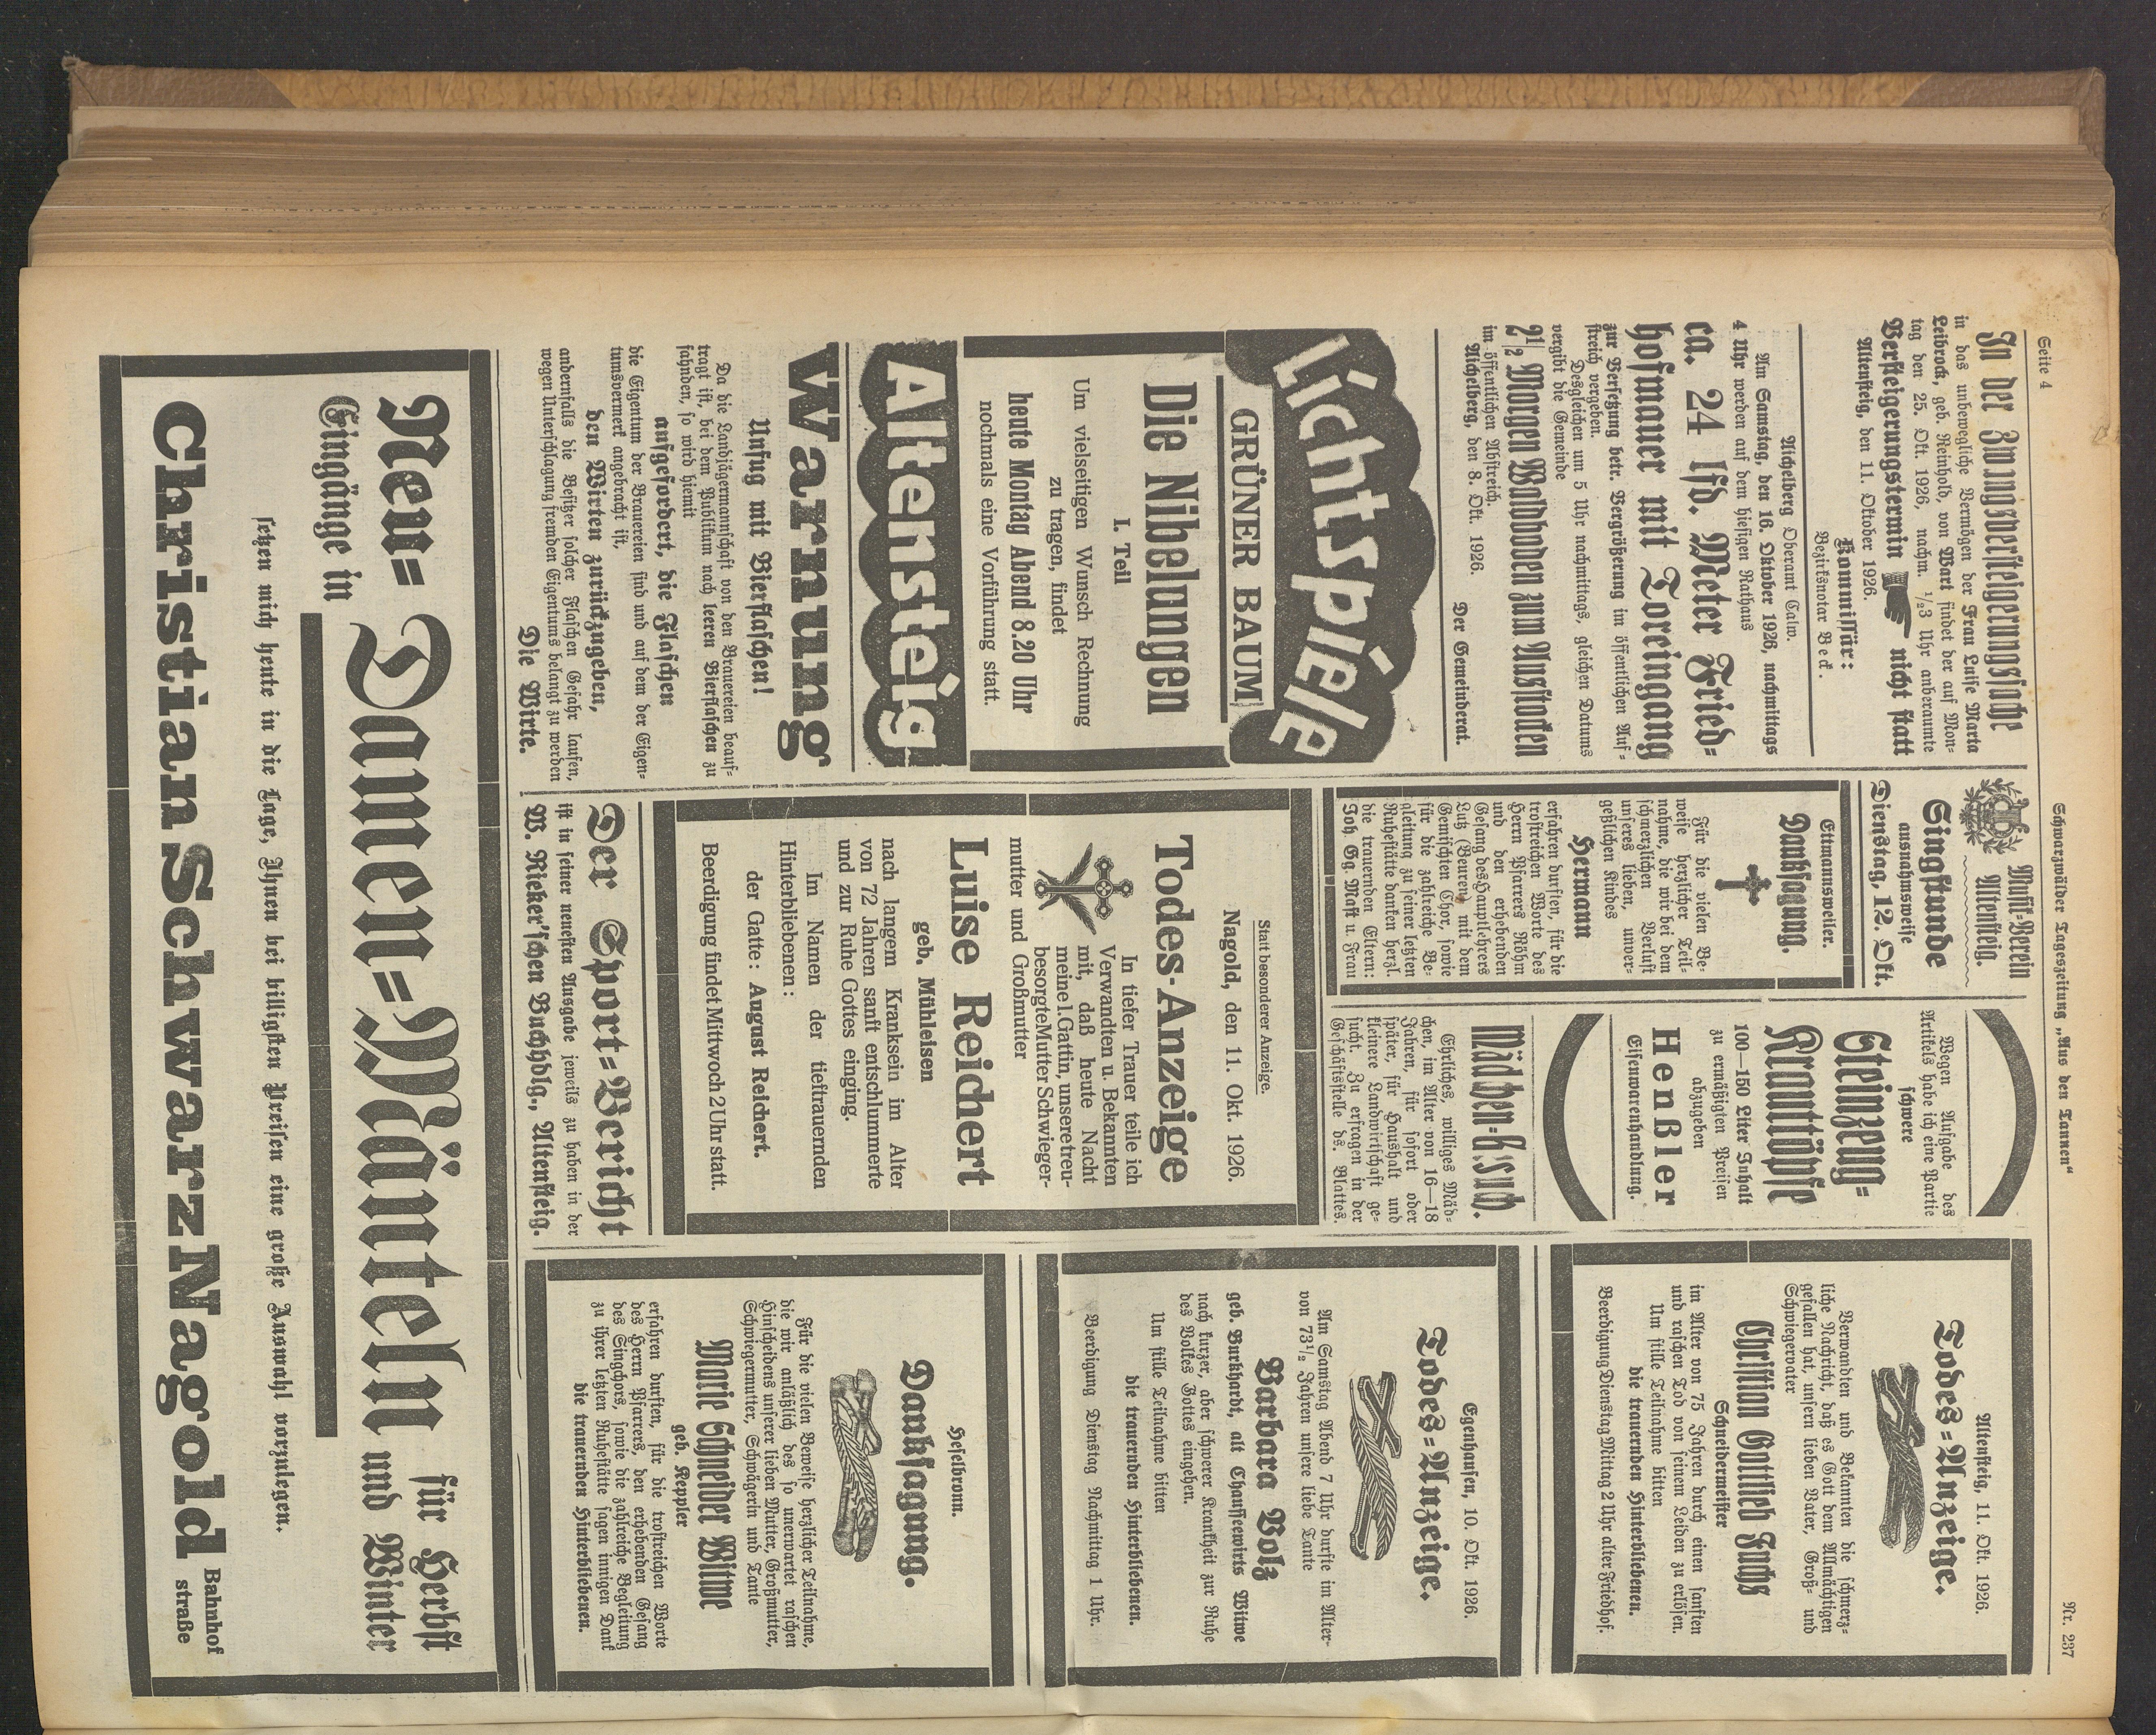 Seite 4
Schwarzwälder Tageszeitung „Aus den Tannen“
Nr. 237
In der Zwangsversteigerungssache
in das unbewegliche Vermögen der Frau Luise Marta
Leibrock, geb. Reinhold, von Wart findet der auf Mon-
tag den 25. Okt. 1926, nachm. 1/23 Uhr anberaumte
Versteigerungstermin nicht statt
Altensteig, den 11. Oktober 1926.
Kommissär:
Bezirksnotar Beck.
Aichelberg Oberamt Calw.
Am Samstag, den 16. Oktober 1926, nachmittags
4 Uhr werden auf dem hiesigen Rathaus
ca. 24 lfd. Meter Fried-
hofmauer mit Toreingang
zur Versetzung betr. Vergrößerung im öffentlichen Auf-
streich vergeben.
Desgleichen um 5 Uhr nachmittags, gleichen Datums
vergibt die Gemeinde
2 1/2 Morgen Waldboden zum Ausstocken
im öffentlichen Abstreich.
Aichelberg, den 8. Okt. 1926.
Der Gemeinderat.
Lichtspiele
GRÜNER BAUM
Die Nibelungen
I. Teil
Um vielseitigen Wunsch Rechnung
zu tragen, findet
heute Montag Abend 8.20 Uhr
nochmals eine Vorführung statt.
Altensteig
Warnung
Unfug mit Bierflaschen!
Da die Landjägermannschaft von den Brauereien beauf-
tragt ist, bei dem Publikum nach leeren Bierflaschen zu
fahnden, so wird hiemit
aufgefordert, die Flaschen
den Wirten zurückzugeben,
die Eigentum der Brauereien sind und auf dem der Eigen-
tumsvermerk angebracht ist,
andernfalls die Besitzer solcher Flaschen Gefahr laufen,
wegen Unterschlagung fremden Eigentums belangt zu werden
Die Wirte.
Musik-Verein
Altensteig.
Singstunde
ausnahmsweise
Dienstag, 12. Okt.
Ettmannsweiler.
Danksagung.
Für die vielen Be-
weise herzlicher Teil-
nahme, die wir bei dem
schmerzlichen Verlust
unseres lieben, unver-
geßlichen Kindes
Hermann
erfahren durften, für die
trostreichen Worte des
Herrn Pfarrers Röhm
und den erhebenden
Gesang des Hauptlehrers
Lutz (Beuren) mit dem
Gemischten Chor, sowie
für die zahlreiche Be-
gleitung zu seiner letzten
Ruhestätte danken herzl.
die trauernden Eltern:
Joh. Gg. Mast u. Frau
Wegen Aufgabe des
Artikels habe ich eine Partie
schwere
Steinzeug-
Krauttöpfe
100—150 Liter Inhalt
zu ermäßigten Preisen
abzugeben
Henßler
Eisenwarenhandlung.
Mädchen-Gesuch.
Ehrliches, williges Mäd-
chen, im Alter von 16—18
Jahren, für sofort oder
später, für Haushalt und
kleinere Landwirtschaft ge-
sucht. Zu erfragen in der
Geschäftsstelle ds. Blattes.
Statt besonderer Anzeige.
Nagold, den 11. Okt. 1926.
Todes-Anzeige
In tiefer Trauer teile ich
Verwandten u. Bekannten
mit, daß heute Nacht
meine l. Gattin, unsere treu-
besorgte Mutter Schwieger-
mutter und Großmutter
Luise Reichert
geb. Mühleisen
nach langem Kranksein im Alter
von 72 Jahren sanft entschlummerte
und zur Ruhe Gottes einging.
Im Namen der tieftrauernden
Hinterbliebenen:
der Gatte: August Reichert.
Beerdigung findet Mittwoch 2 Uhr statt.
Der Sport-Bericht
ist in seiner neuesten Ausgabe jeweils zu haben in der
W. Rieker'schen Buchhdlg., Altensteig.
Altensteig, 11. Okt. 1926.
Todes-Anzeige.
Verwandten und Bekannten die schmerz-
liche Nachricht, daß es Gott dem Allmächtigen
gefallen hat, unsern lieben Vater, Groß- und
Schwiegervater
Christian Gottlieb Fuchs
Schneidermeister
im Alter von 75 Jahren durch einen sanften
und raschen Tod von seinem Leiden zu erlösen.
Um stille Teilnahme bitten
die trauernden Hinterbliebenen.
Beerdigung Dienstag Mittag 2 Uhr alter Friedhof.
Egenhausen, 10. Okt. 1926.
Todes-Anzeige.
Am Samstag Abend 7 Uhr durfte im Alter-
von 73 1/2 Jahren unsere liebe Tante
Barbara Volz
geb. Burkhardt, alt Chausseewirts Witwe
nach kurzer, aber schwerer Krankheit zur Ruhe
des Volkes Gottes eingehen.
Um stille Teilnahme bitten
die trauernden Hinterbliebenen.
Beerdigung Dienstag Nachmittag 1 Uhr.
Heselbronn.
Danksagung.
Für die vielen Beweise herzlicher Teilnahme,
die wir anläßlich des so unerwartet raschen
Hinscheidens unserer lieben Mutter, Großmutter,
Schwiegermutter, Schwägerin und Tante
Marie Schneider Witwe
geb. Keppler
erfahren durften, für die trostreichen Worte
des Herrn Pfarrers, den erhebenden Gesang
des Singchors, sowie die zahlreiche Begleitung
zu ihrer letzten Ruhestätte sagen innigen Dank
die trauernden Hinterbliebenen.
Neu-
Eingänge in
Damen-Mänteln
für Herbst
und Winter
setzen mich heute in die Lage, Ihnen bei billigsten Preisen eine große Auswahl vorzulegen.
Christian Schwarz Nagold
Bahnhof
straße